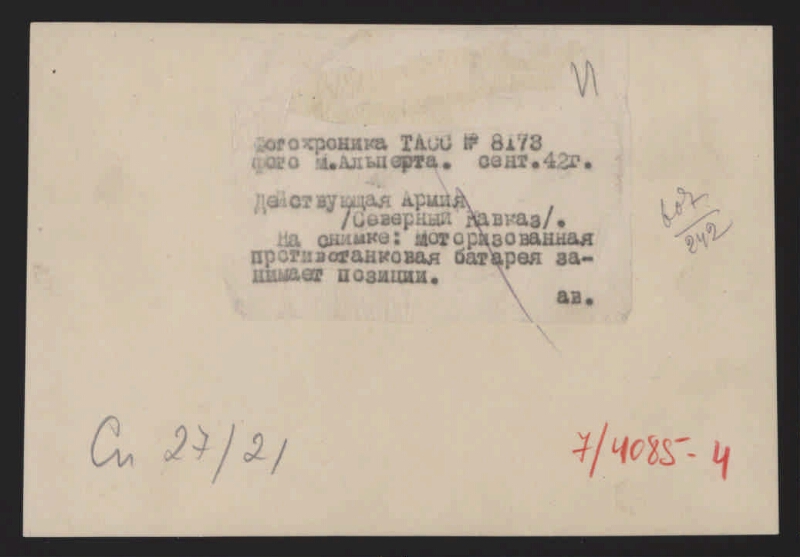 Фотохроника ТАСС № 8173
фото М.Альперта. сент.42г.
Действующая Армия
/Северный Кавказ/.
На снимке: моторизованная
противотанковая батарея за-
нимает позиции.
ав.
242
Сп 27/21
7/4085-4